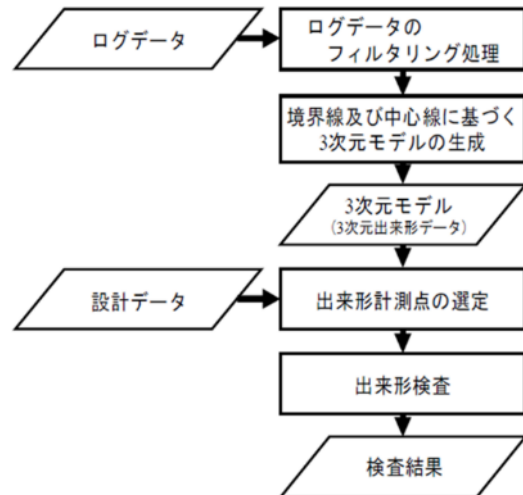 ログデータ
ログデータの
フィルタリング処理
境界線及び中心線に基づく
3次元モデルの生成
3次元モデル
(3次元出来形データ)
設計データ
出来形計測点の選定
出来形検査
検査結果